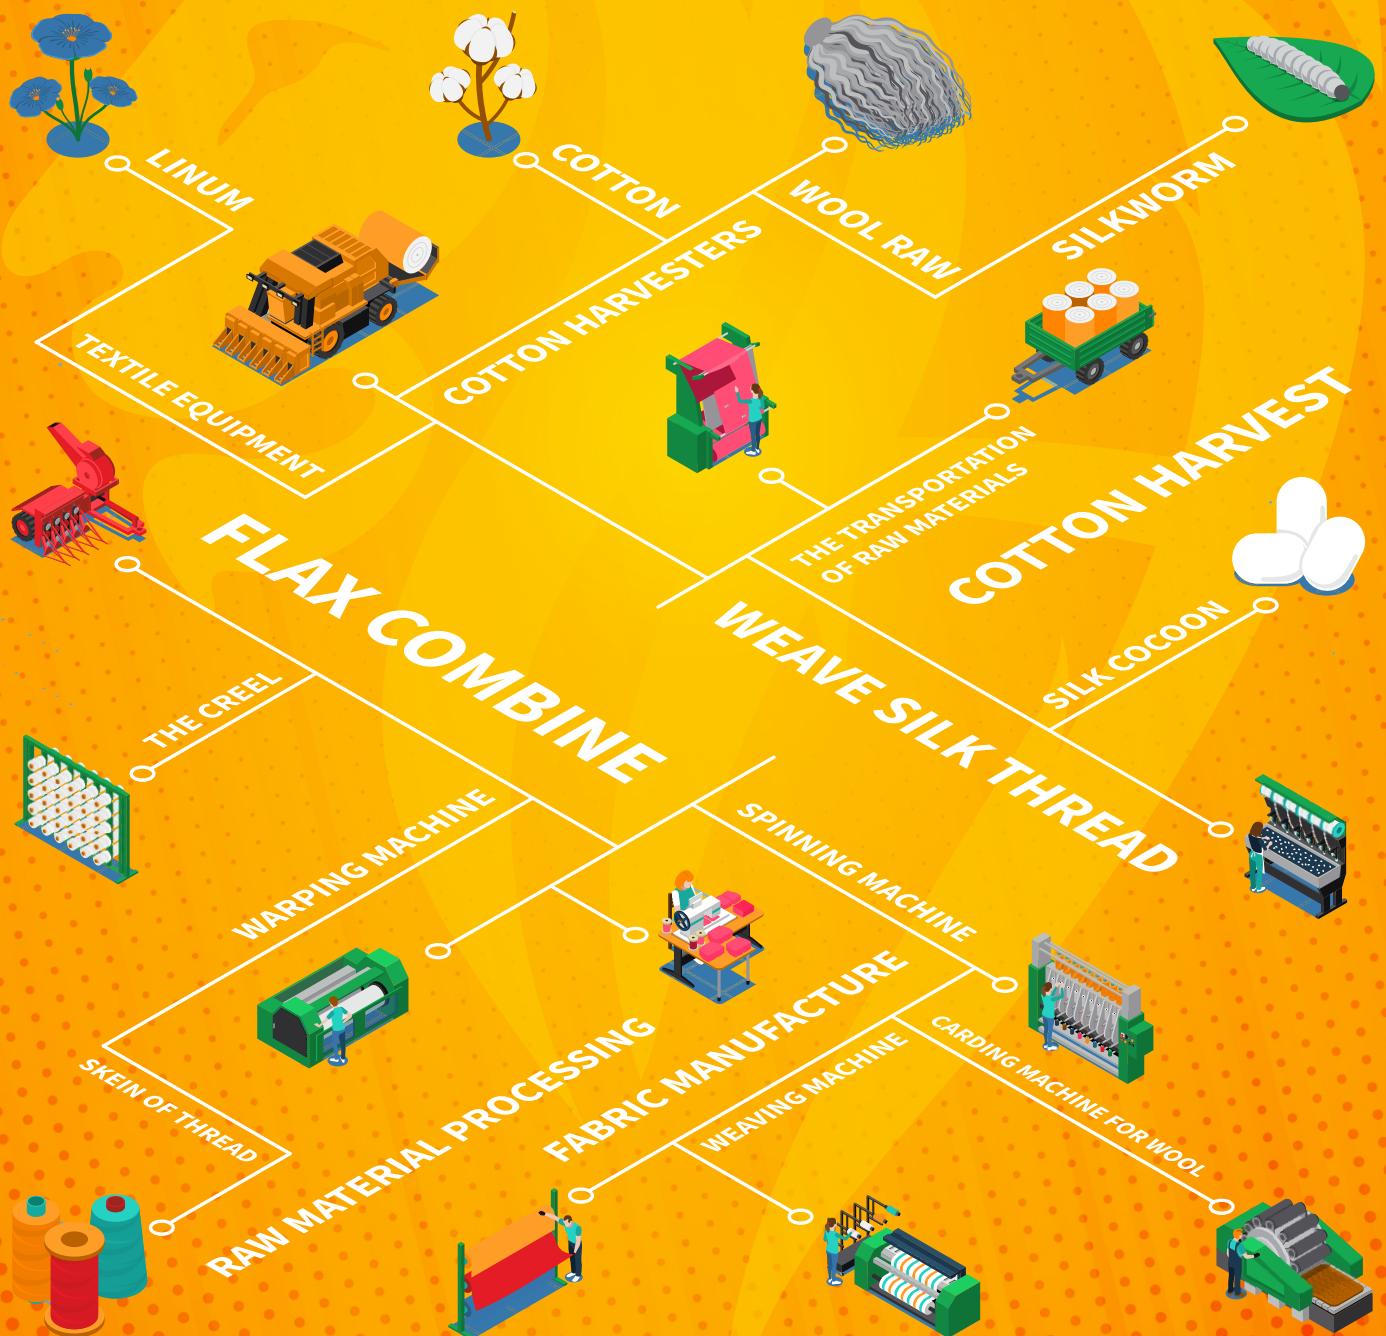 LINUM
COTTON
WOOL RAW
SILKWORM
COTTON HARVESTERS
TEXTILE EQUIPMENT
THE TRANSPORTATION
OF RAW MATERIALS
COTTON HARVEST
FLAX COMBINE
WEAVE SILK THREAD
SILK COCOON
THE CREEL
WARPING MACHINE
SPINNING MACHINE
SKEIN OF THREAD
RAW MATERIAL PROCESSING
FABRIC MANUFACTURE
WEAVING MACHINE
CARDING MACHINE FOR WOOL